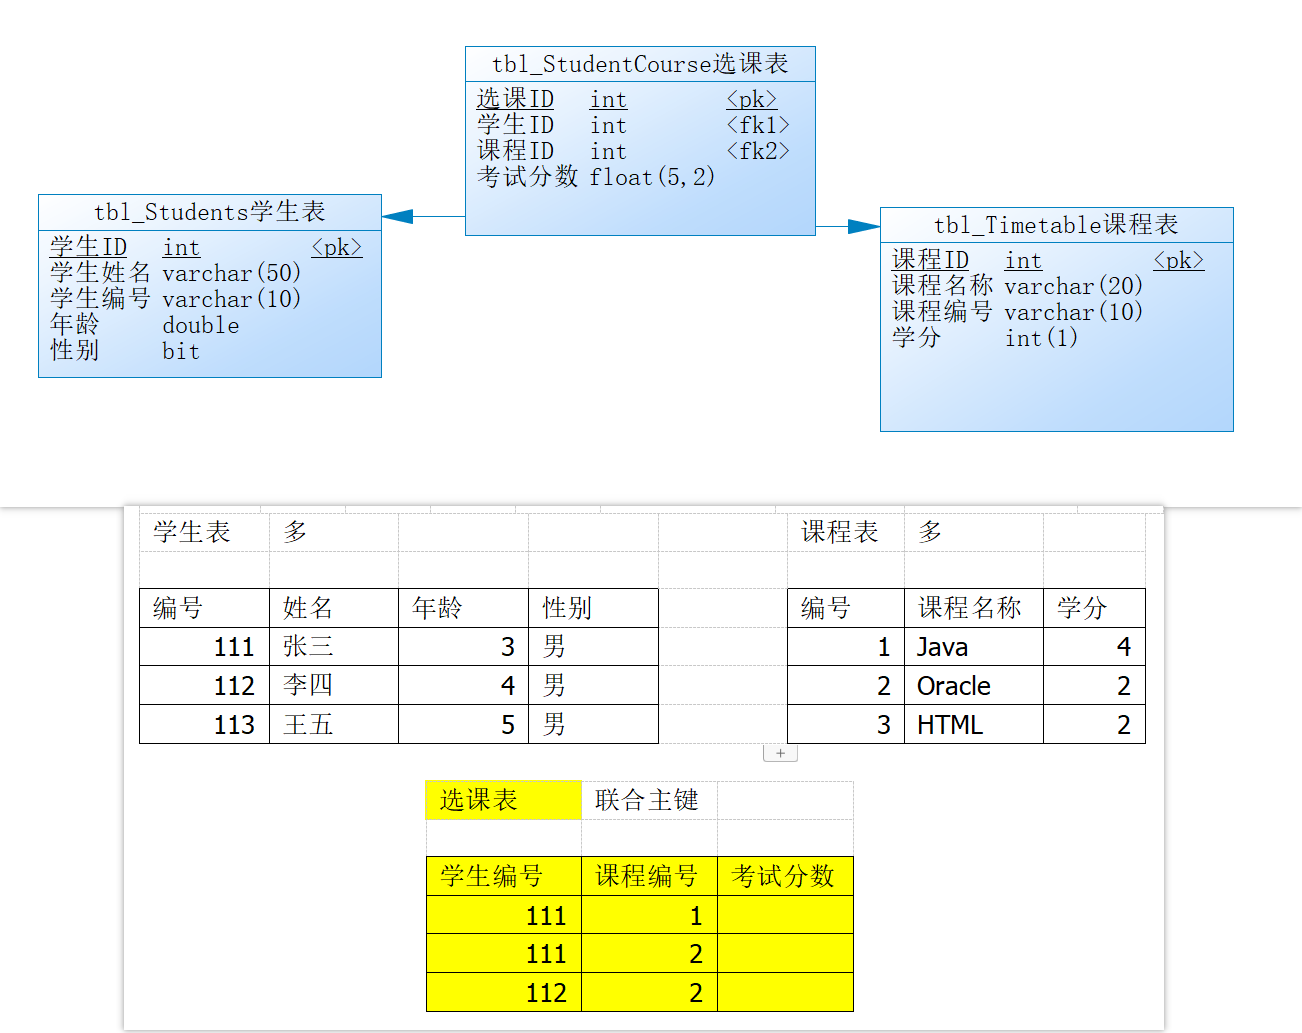 tbl_StudentCourse选课表
选课ID int <pk>
学生ID int <fk1>
课程ID int <fk2>
考试分数 float(5,2)
tbl_Students学生表
学生ID int <pk>
学生姓名 varchar(50)
学生编号 varchar(10)
年龄 double
性别 bit
tbl_Timetable课程表
课程ID int <pk>
课程名称 varchar(20)
课程编号 varchar(10)
学分 int(1)
学生表 多
编号 姓名 年龄 性别
111 张三 3 男
112 李四 4 男
113 王五 5 男
课程表 多
编号 课程名称 学分
1 Java 4
2 Oracle 2
3 HTML 2
+
选课表 联合主键
学生编号 课程编号 考试分数
111 1
111 2
112 2